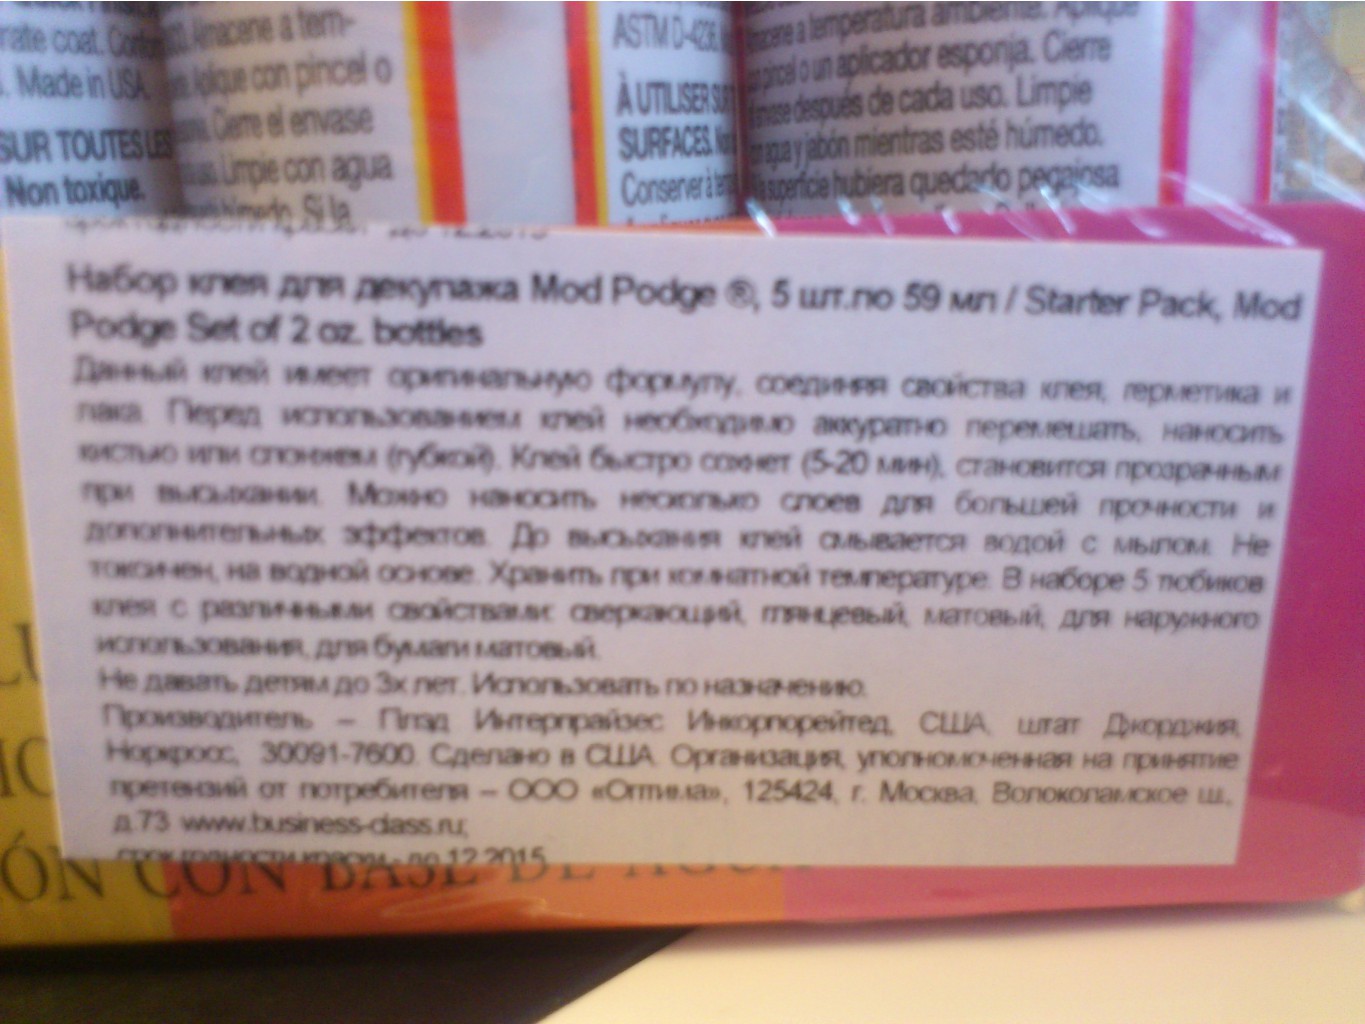 nate coat.
Almacene a tem-
ASTM D-4236
Almacene a temperatura ambiente. Aplique
Made in USA.
Aplique con pincel o
pincel o un aplicador esponja. Cierre
À UTILISER SUR
Cierre el envase
envase después de cada uso. Limpie
SUR TOUTES LES
SURFACES.
Limpie con agua
agua y jabón mientras esté húmedo.
Non toxique.
Conserver à
la superficie hubiera quedado pegajosa
húmedo. Si la
Набор клея для декупажа Mod Podge ®, 5 шт.по 59 мл / Starter Pack, Mod
Podge Set of 2 oz. bottles
Данный клей имеет оригинальную формулу, соединяя свойства клея, герметика и
лака. Перед использованием клей необходимо аккуратно перемешать, наносить
кистью или спонжем (губкой). Клей быстро сохнет (5-20 мин), становится прозрачным
при высыхании. Можно наносить несколько слоев для большей прочности и
дополнительных эффектов. До высыхания клей смывается водой с мылом. Не
токсичен, на водной основе. Хранить при комнатной температуре. В наборе 5 тюбиков
клея с различными свойствами: сверкающий, глянцевый, матовый, для наружного
использования, для бумаги матовый.
Не давать детям до 3х лет. Использовать по назначению.
Производитель – Плэд Интерпрайзес Инкорпорейтед, США, штат Джорджия,
Норкросс, 30091-7600. Сделано в США. Организация, уполномоченная на принятие
претензий от потребителя – ООО «Оптима», 125424, г. Москва, Волоколамское ш.,
д.73 www.business-class.ru;
срок годности краски - до 12.2015
CON BASE DE AGUA